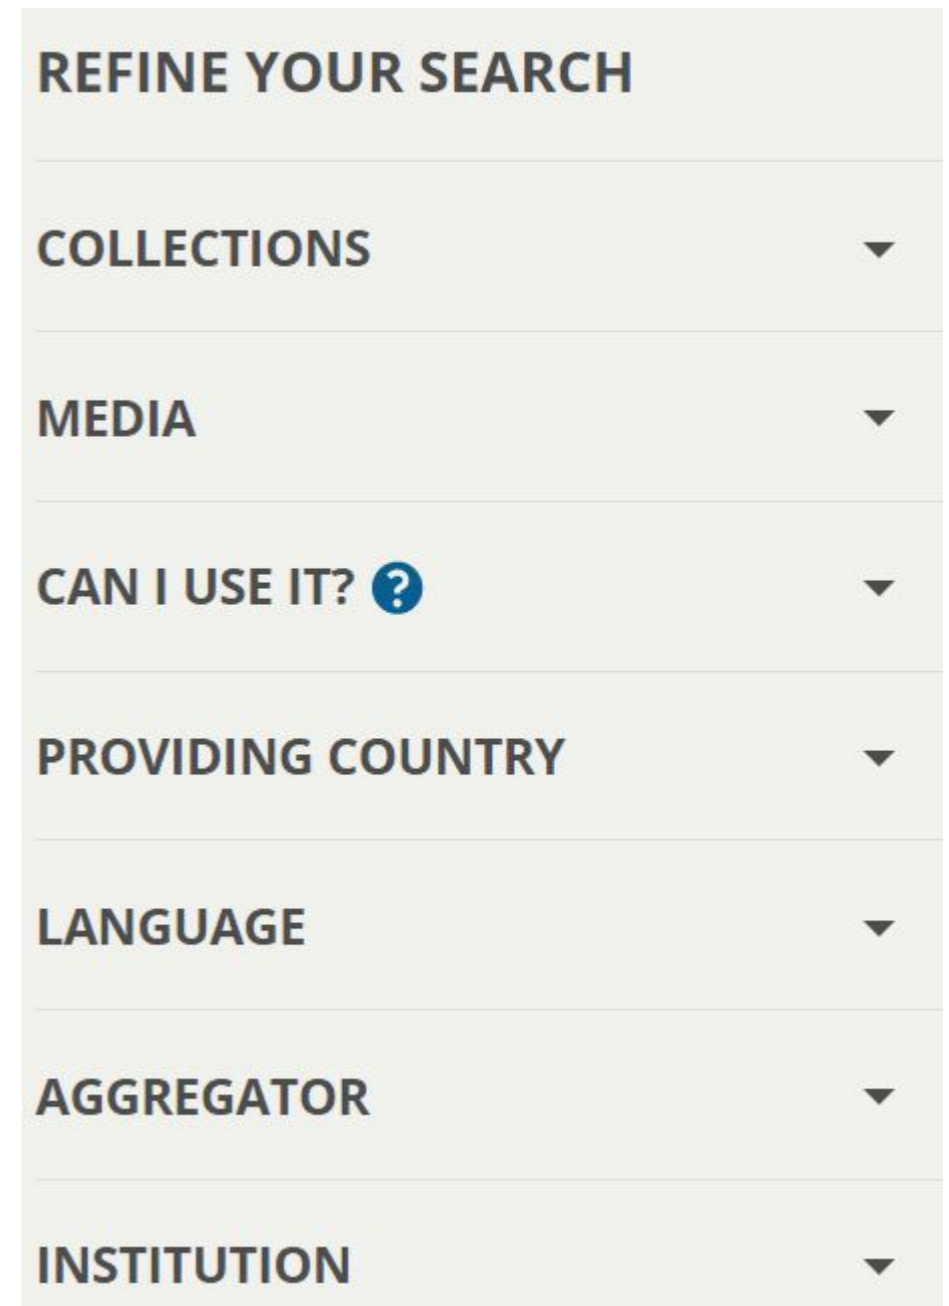 REFINE YOUR SEARCH
COLLECTIONS
MEDIA
CAN I USE IT? ?
PROVIDING COUNTRY
LANGUAGE
AGGREGATOR
INSTITUTION